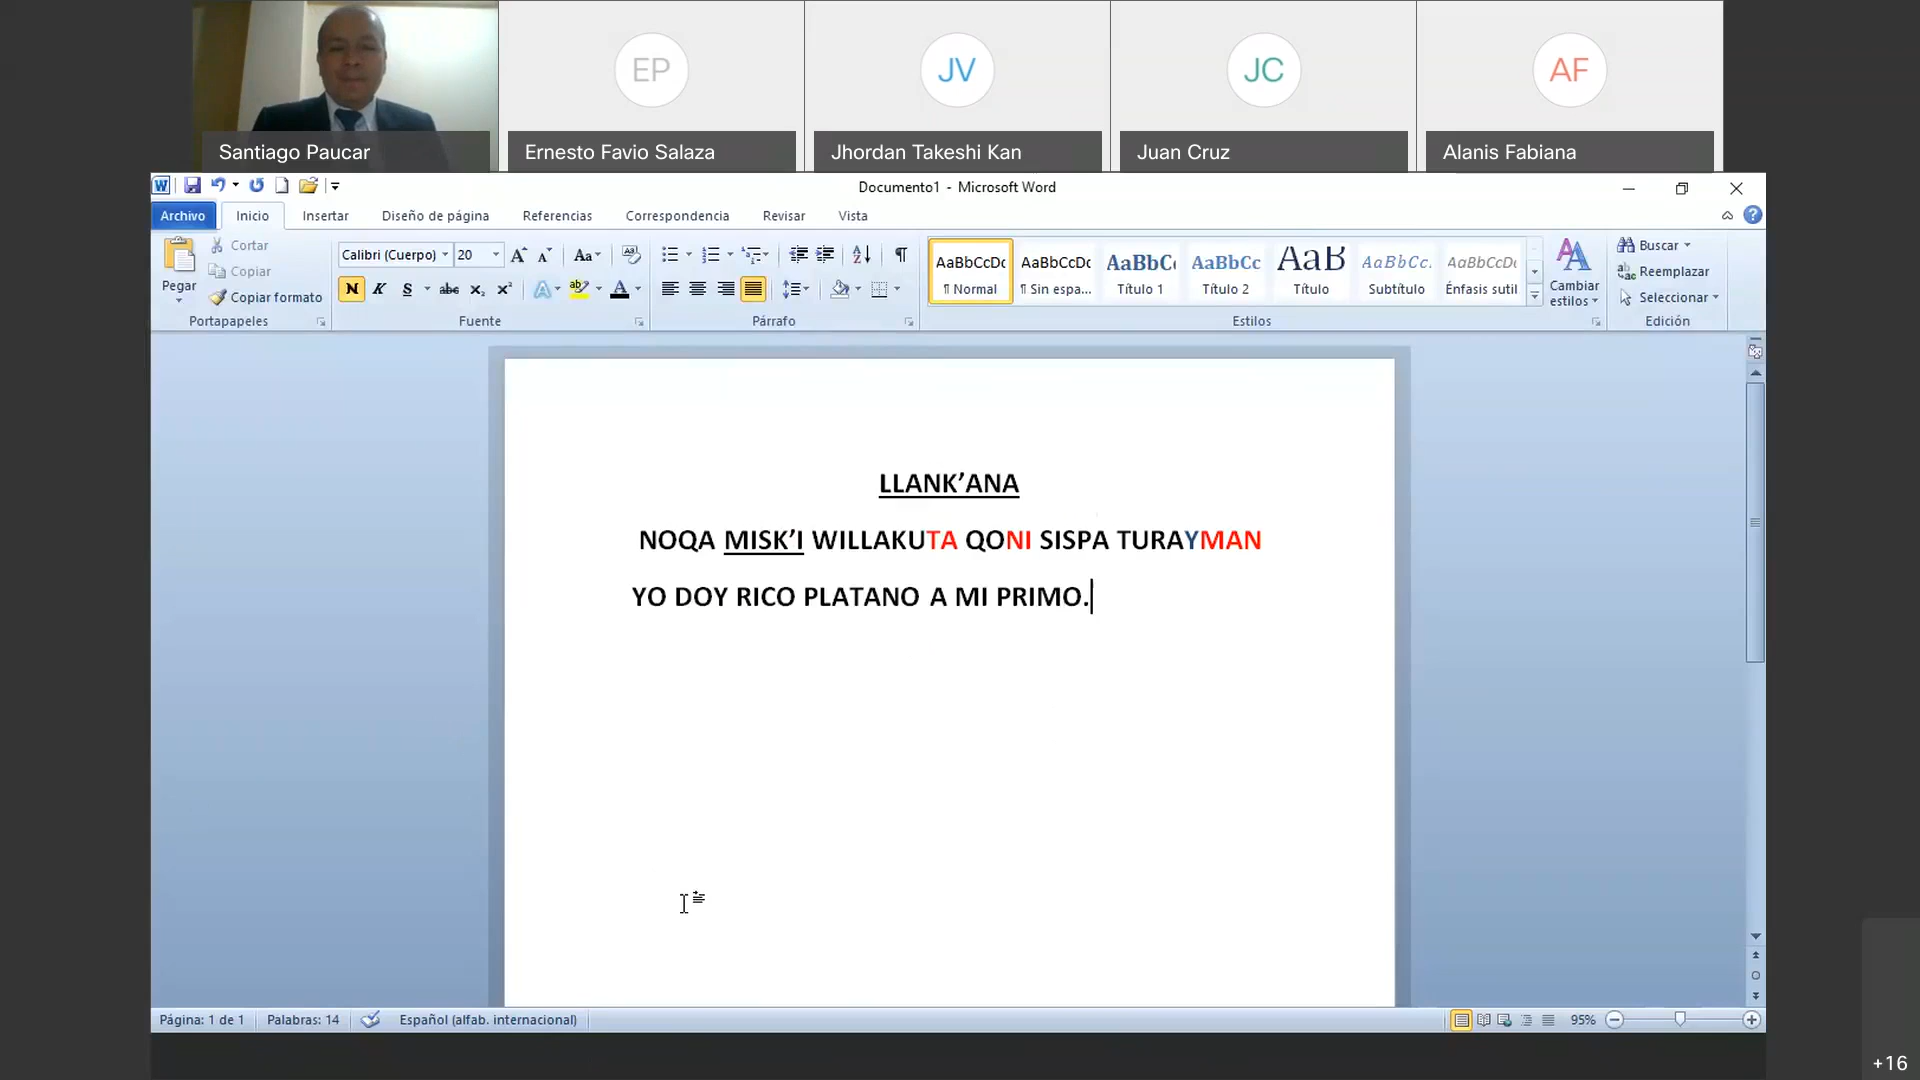 EP
JV
JC
AF
Santiago Paucar
Ernesto Favio Salaza
Jhordan Takeshi Kan
Juan Cruz
Alanis Fabiana
Documento1 - Microsoft Word
Archivo Inicio Insertar Diseño de página Referencias Correspondencia Revisar Vista
Pegar
Cortar
Copiar
Copiar formato
Portapapeles
Calibri (Cuerpo) 20
Fuente
Párrafo
AaBbCcDc AaBbCcDc AaBbC AaBbCc AaB AaBbCc. AaBbCcDc
¶ Normal ¶ Sin espa... Título 1 Título 2 Título Subtítulo Énfasis sutil
Cambiar estilos
Estilos
Buscar
Reemplazar
Seleccionar
Edición
LLANK’ANA
NOQA MISK’I WILLAKUTA QONI SISPA TURAYMAN
YO DOY RICO PLATANO A MI PRIMO.
Página: 1 de 1 Palabras: 14 Español (alfab. internacional) 95%
+16